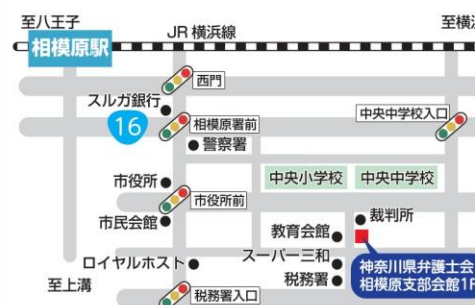 至八王子
JR 横浜線
至横浜
相模原駅
西門
スルガ銀行
16
相模原署前
中央中学校入口
警察署
市役所
中央小学校
中央中学校
市役所前
市民会館
裁判所
教育会館
ロイヤルホスト
スーパー三和
神奈川県弁護士会
至上溝
税務署
相模原支部会館1F
税務署入口